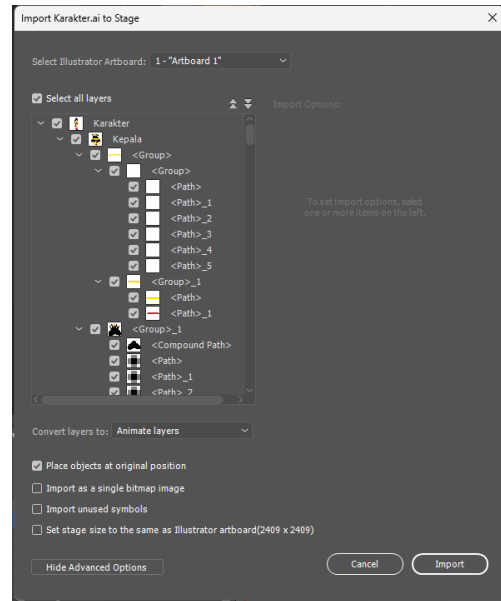 Import Karakter.ai to Stage
Select Illustrator Artboard: 1 - "Artboard 1"
Select all layers
Import Options:
Karakter
Kepala
<Group>
<Group>
<Path>
<Path>_1
<Path>_2
<Path>_3
<Path>_4
<Path>_5
<Group>_1
<Path>
<Path>_1
<Group>_1
<Compound Path>
<Path>
<Path>_1
<Path>_2
To set import options, select
one or more items on the left.
Convert layers to: Animate layers
Place objects at original position
Import as a single bitmap image
Import unused symbols
Set stage size to the same as Illustrator artboard(2409 x 2409)
Hide Advanced Options
Cancel
Import